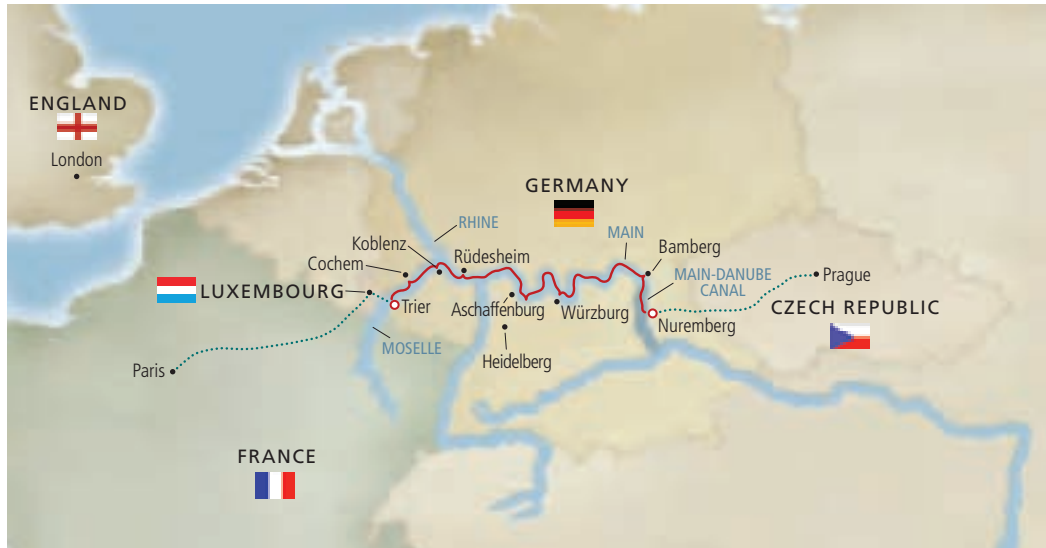 ENGLAND
London
GERMANY
RHINE
MAIN
Koblenz
Rüdesheim
Bamberg
Cochem
MAIN-DANUBE
CANAL
Prague
LUXEMBOURG
Trier
Aschaffenburg
Würzburg
CZECH REPUBLIC
Nuremberg
MOSELLE
Heidelberg
Paris
FRANCE